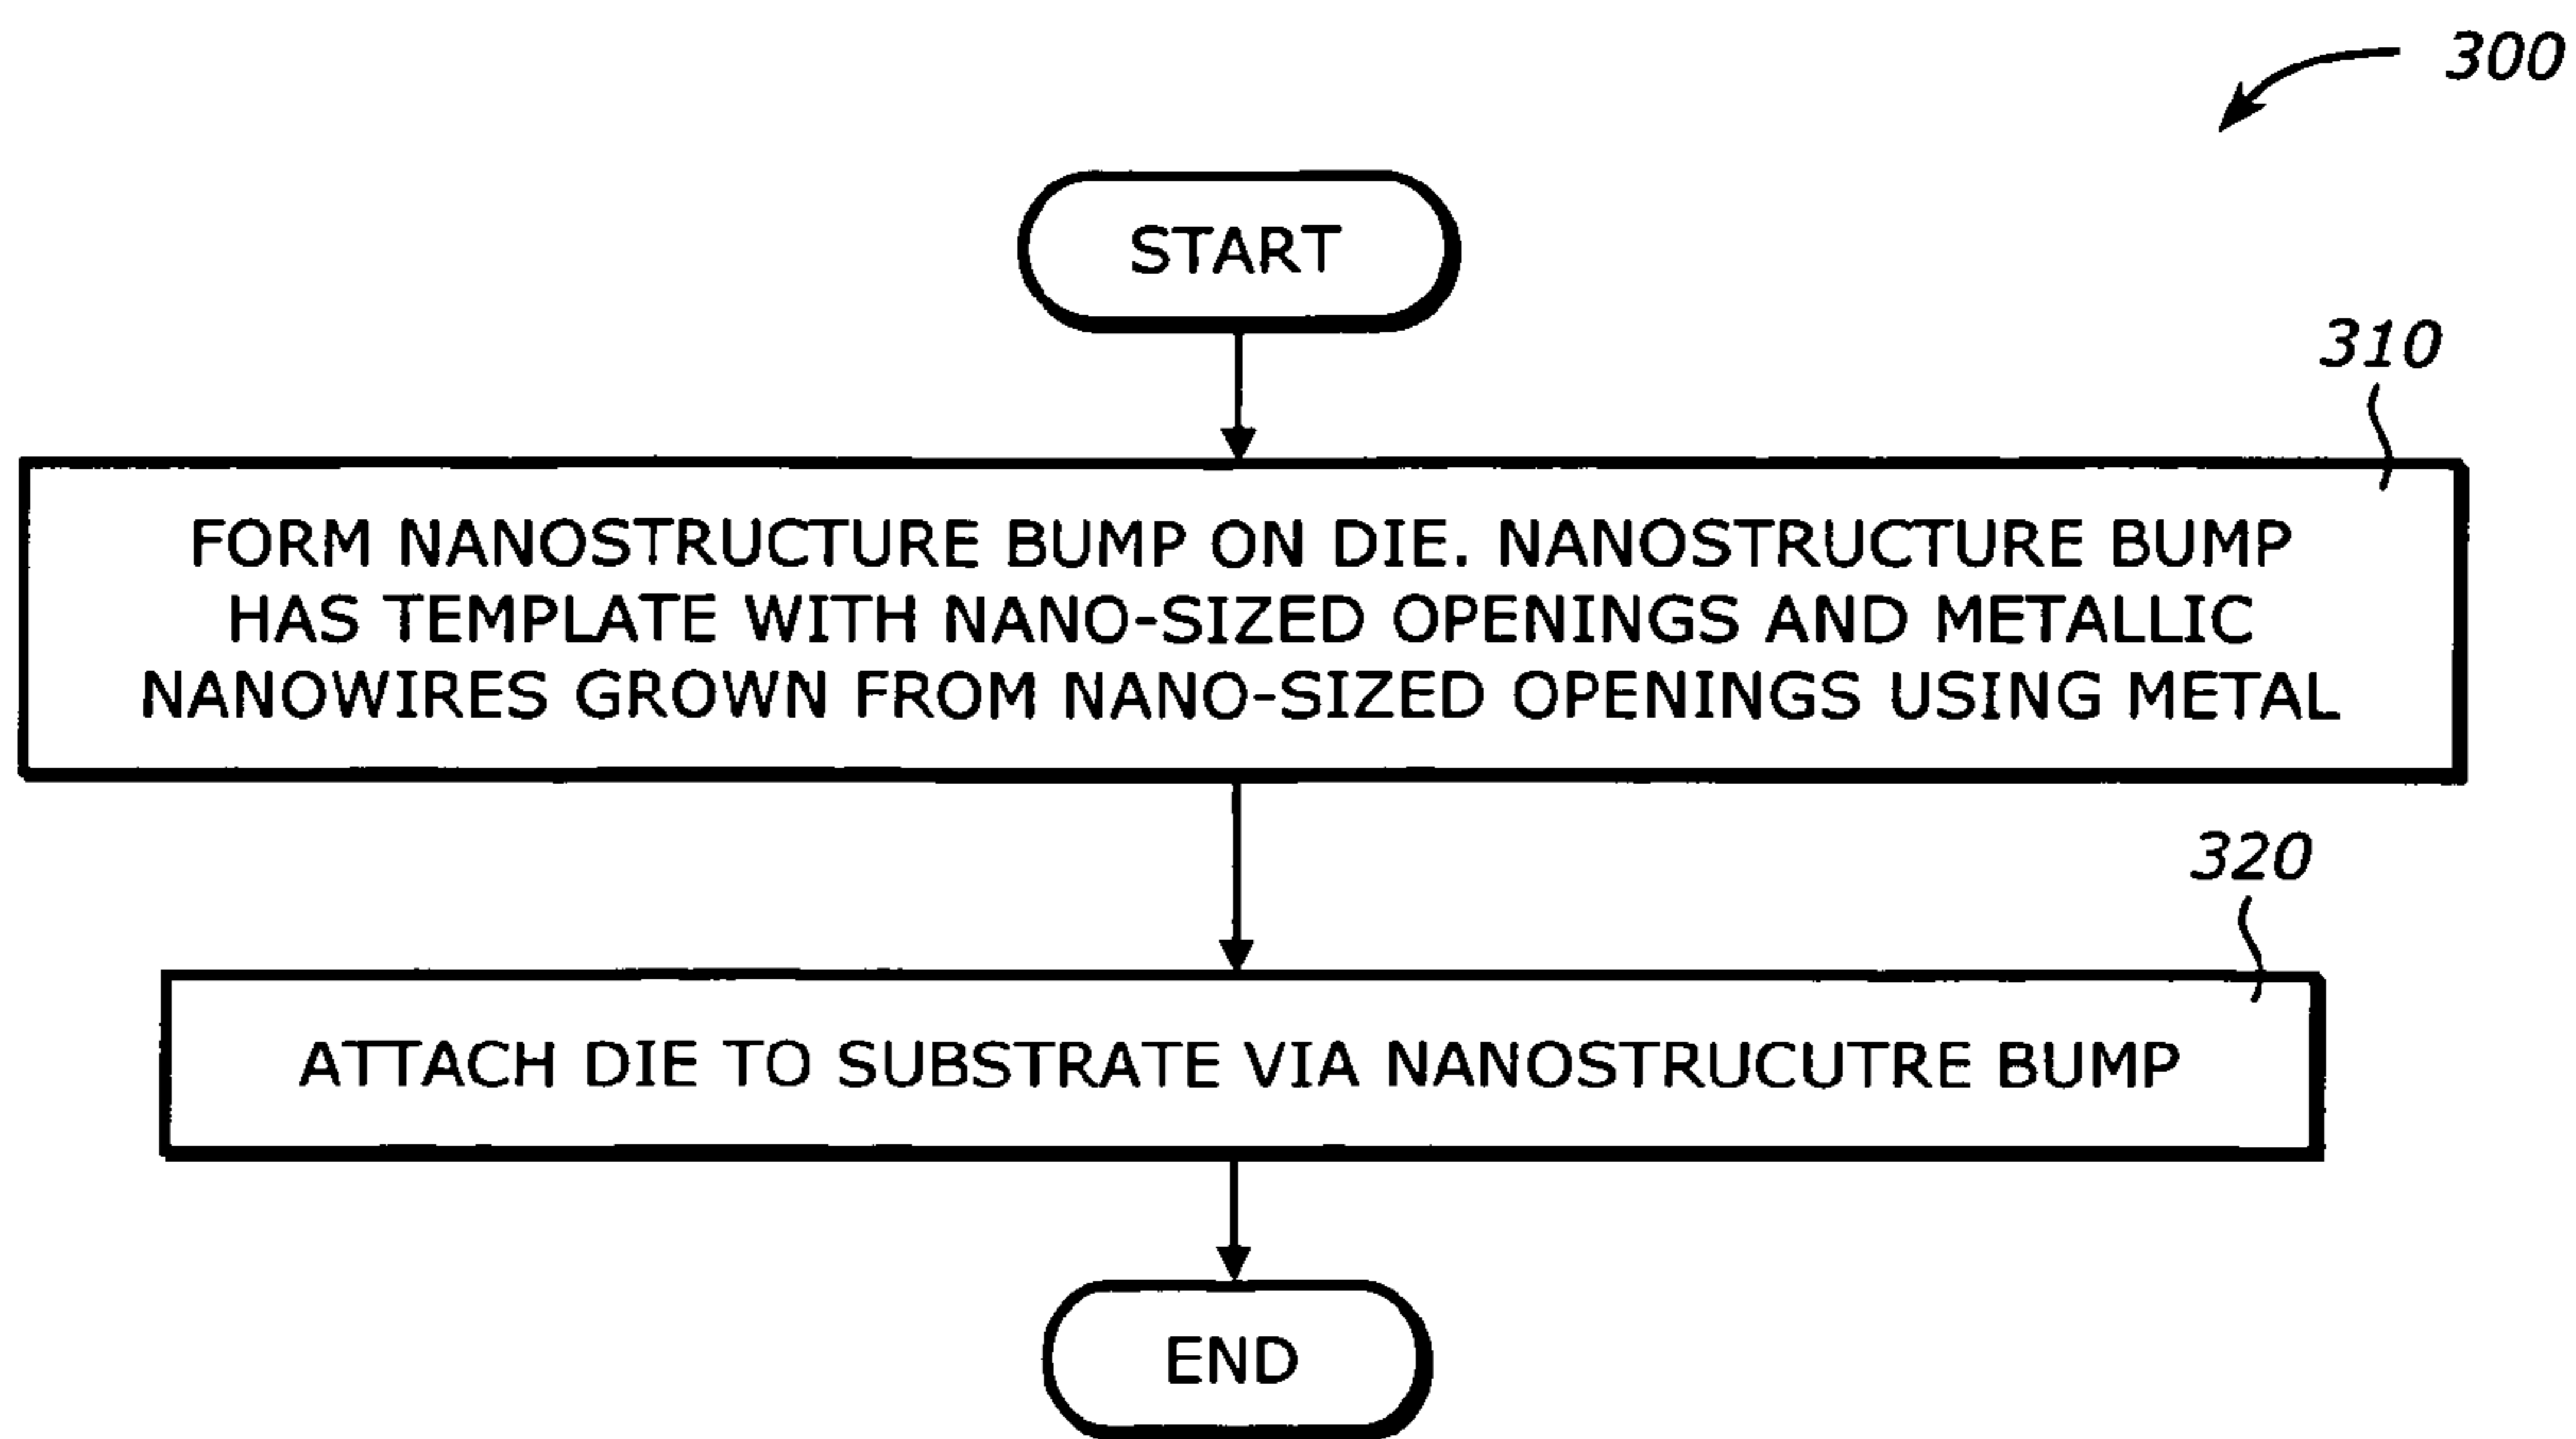 300
START
310
FORM NANOSTRUCTURE BUMP ON DIE. NANOSTRUCTURE BUMP
HAS TEMPLATE WITH NANO-SIZED OPENINGS AND METALLIC
NANOWIRES GROWN FROM NANO-SIZED OPENINGS USING METAL
320
ATTACH DIE TO SUBSTRATE VIA NANOSTRUCUTRE BUMP
END